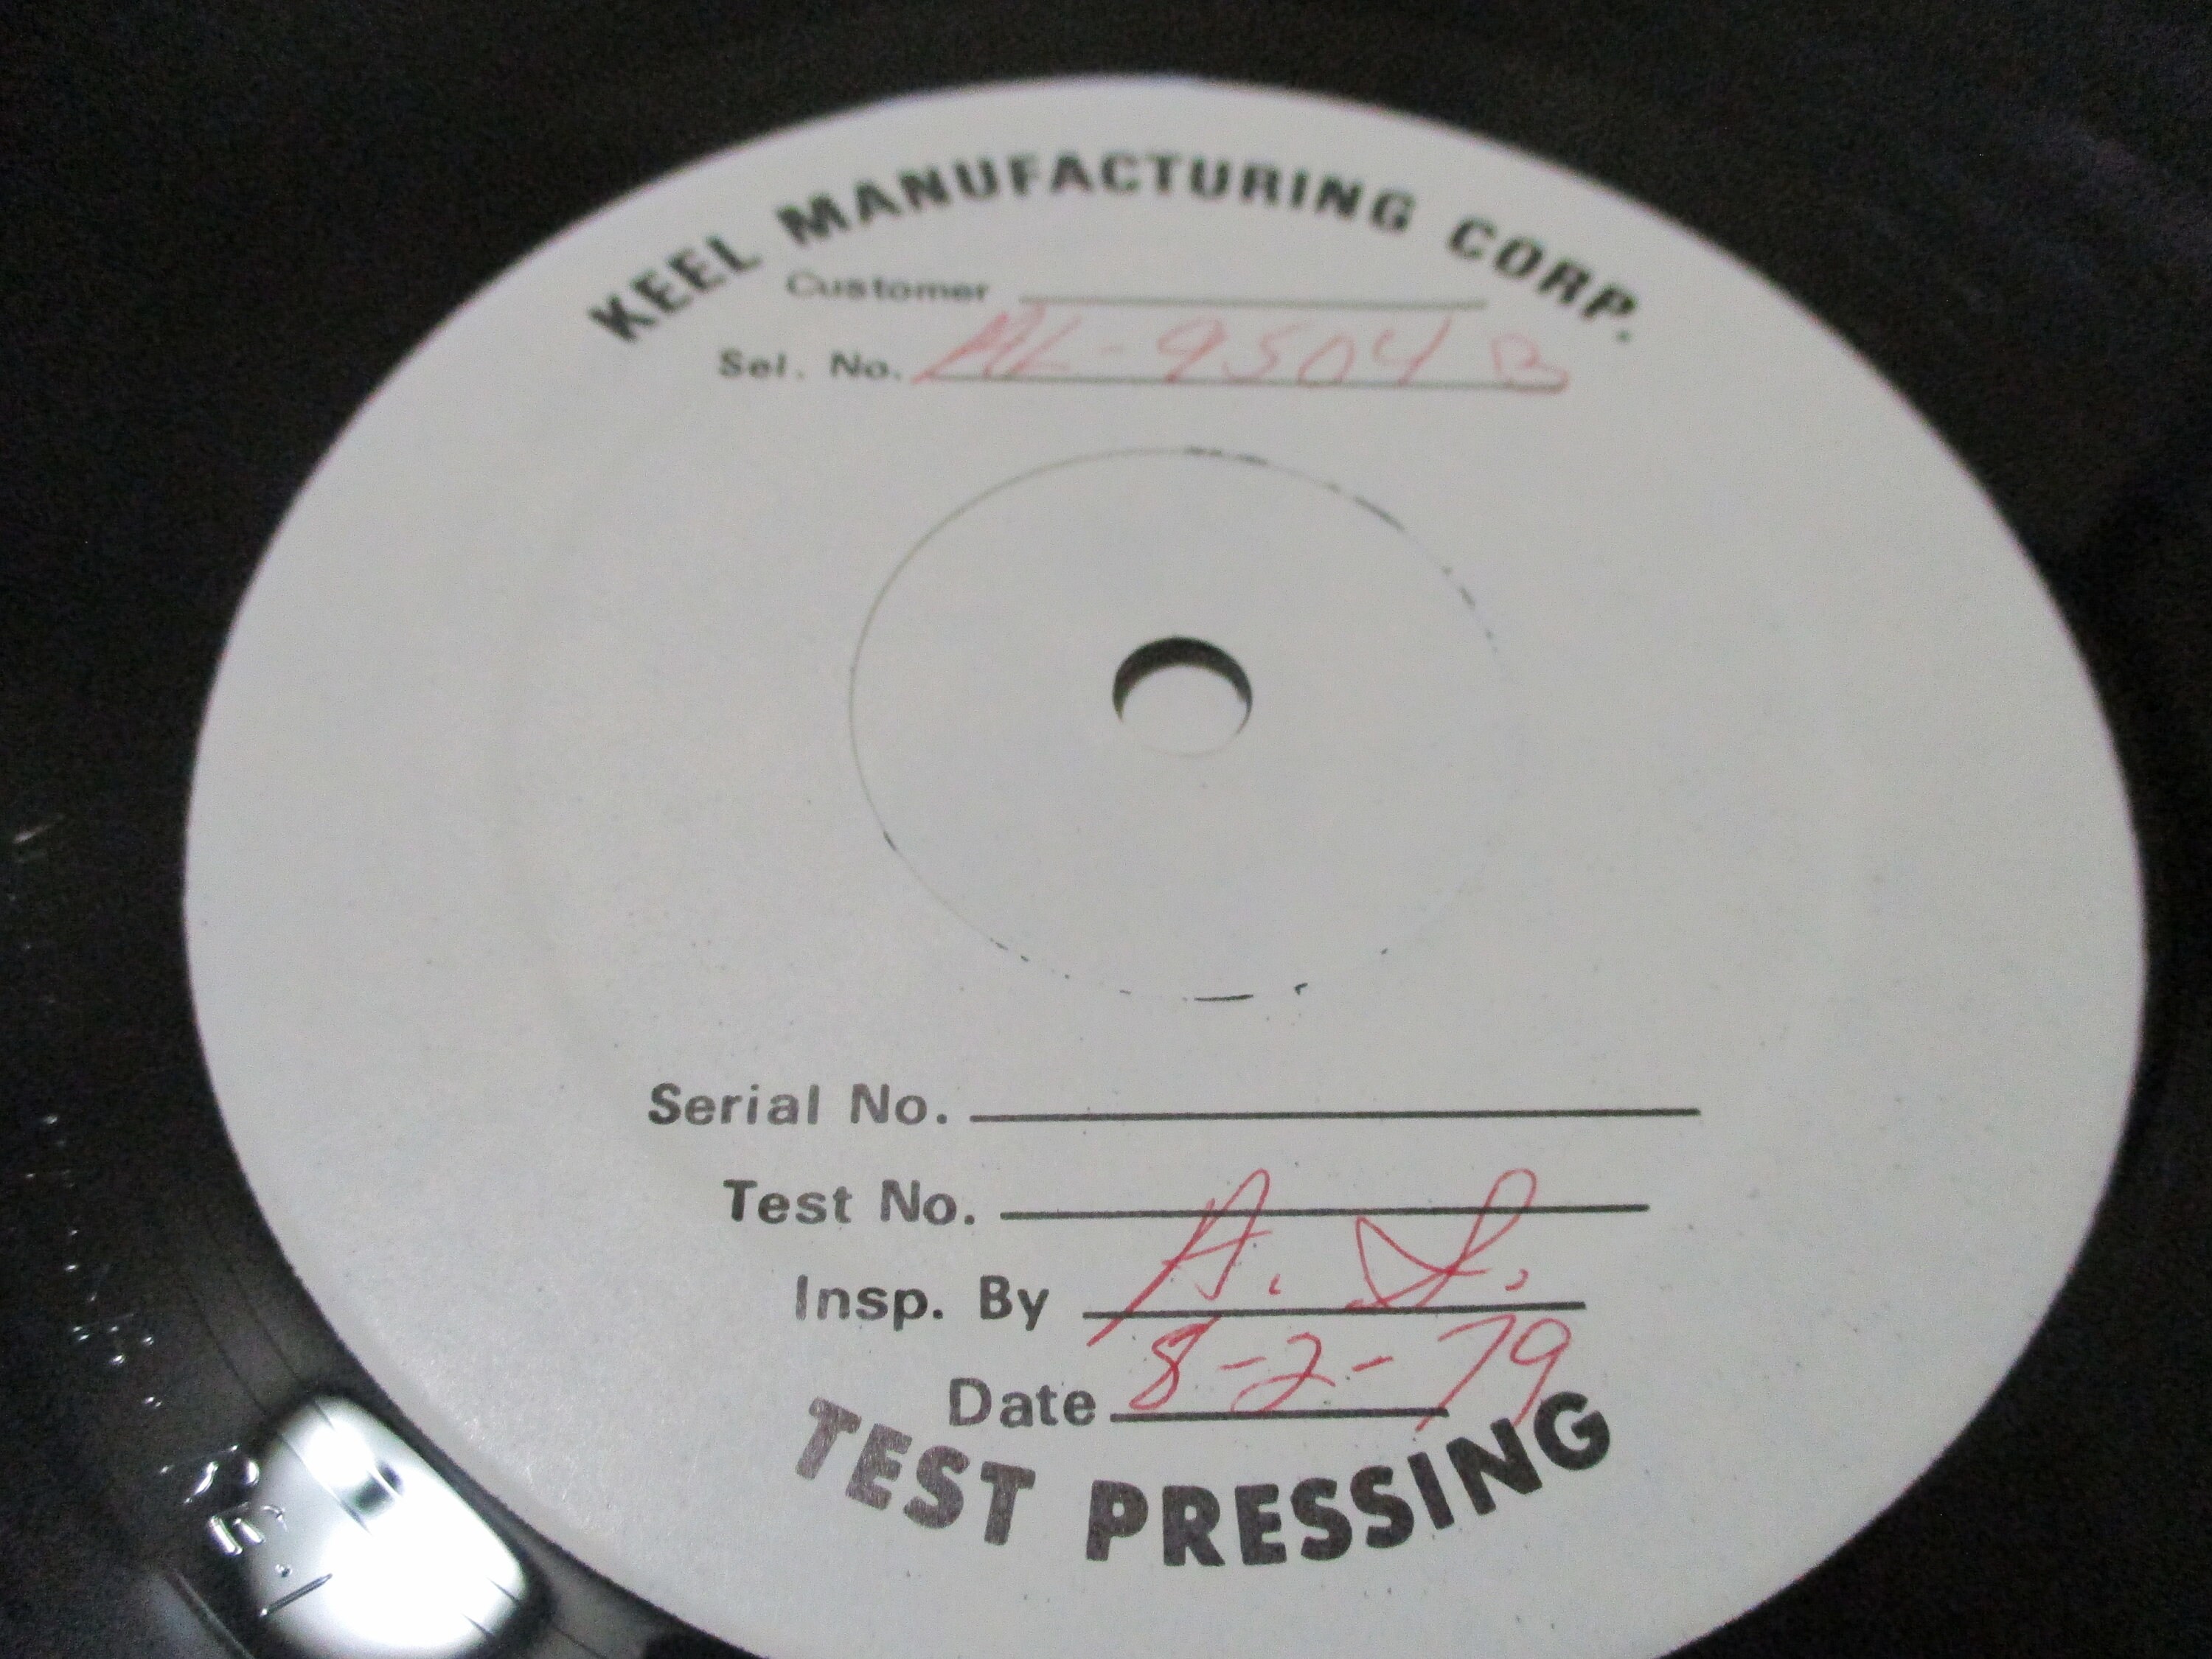 KEEL MANUFACTURING CORP.
Customer
Sel. No. AL-9504 B
Serial No.
Test No.
Insp. By A. S.
Date 8-2-79
TEST PRESSING